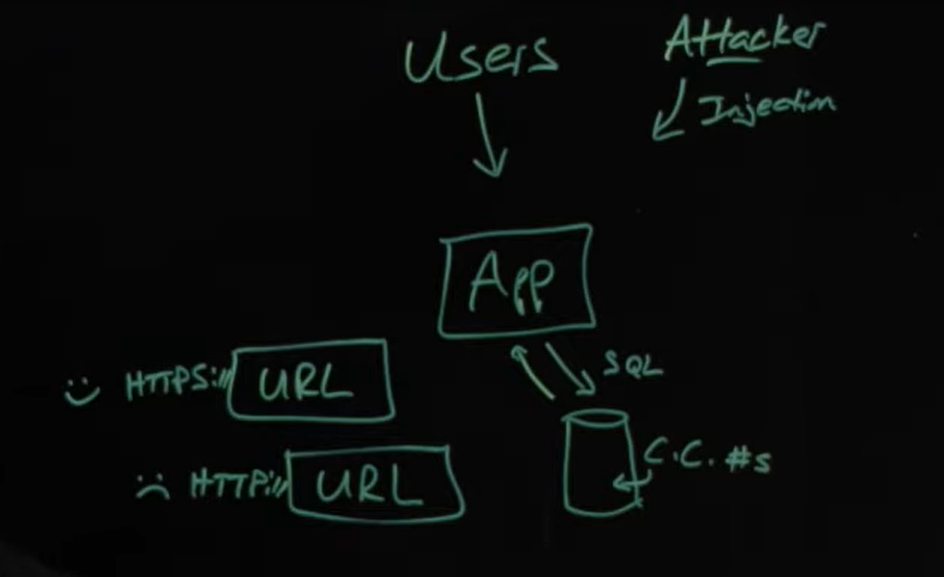 Users
Attacker
Injection
App
SQL
HTTPS:// URL
C.C. #s
HTTP:// URL